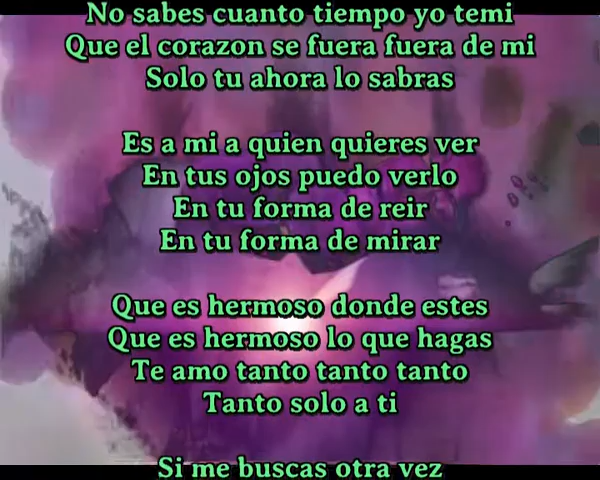 No sabes cuanto tiempo yo temi
Que el corazon se fuera fuera de mi
Solo tu ahora lo sabras
Es a mi a quien quieres ver
En tus ojos puedo verlo
En tu forma de reir
En tu forma de mirar
Que es hermoso donde estes
Que es hermoso lo que hagas
Te amo tanto tanto tanto
Tanto solo a ti
Si me buscas otra vez